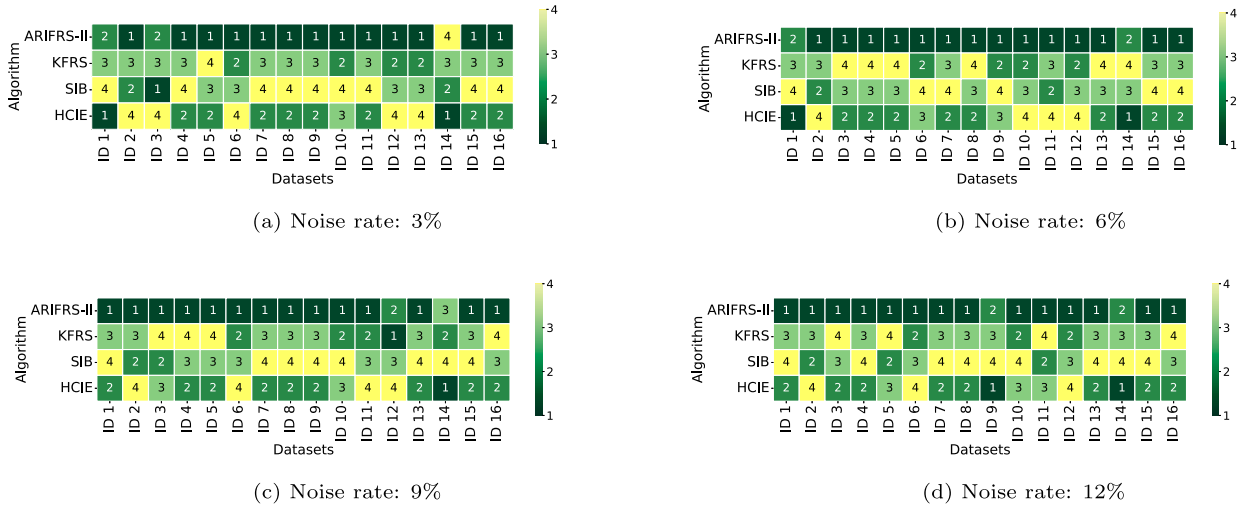 ARIFRS-II 2 1 2 1 1 1 1 1 1 1 1 1 1 4 1 1
KFRS 3 3 3 3 4 2 3 3 3 2 3 2 2 3 3 3
SIB 4 2 1 4 3 3 4 4 4 4 4 3 3 2 4 4
HCIE 1 4 4 2 2 4 2 2 2 3 2 4 4 1 2 2
Algorithm
ID 1 ID 2 ID 3 ID 4 ID 5 ID 6 ID 7 ID 8 ID 9 ID 10 ID 11 ID 12 ID 13 ID 14 ID 15 ID 16
Datasets
4
3
2
1
(a) Noise rate: 3%
ARIFRS-II 2 1 1 1 1 1 1 1 1 1 1 1 1 2 1 1
KFRS 3 3 4 4 4 2 3 4 2 2 3 2 4 4 3 3
SIB 4 2 3 3 3 4 4 3 4 3 2 3 3 3 4 4
HCIE 1 4 2 2 2 3 2 2 3 4 4 4 2 1 2 2
Algorithm
ID 1 ID 2 ID 3 ID 4 ID 5 ID 6 ID 7 ID 8 ID 9 ID 10 ID 11 ID 12 ID 13 ID 14 ID 15 ID 16
Datasets
4
3
2
1
(b) Noise rate: 6%
ARIFRS-II 1 1 1 1 1 1 1 1 1 1 1 2 1 3 1 1
KFRS 3 3 4 4 4 2 3 3 3 2 2 1 3 2 3 4
SIB 4 2 2 3 3 3 4 4 4 4 3 3 4 4 4 3
HCIE 2 4 3 2 2 4 2 2 2 3 4 4 2 1 2 2
Algorithm
ID 1 ID 2 ID 3 ID 4 ID 5 ID 6 ID 7 ID 8 ID 9 ID 10 ID 11 ID 12 ID 13 ID 14 ID 15 ID 16
Datasets
4
3
2
1
(c) Noise rate: 9%
ARIFRS-II 1 1 1 1 1 1 1 1 2 1 1 1 1 2 1 1
KFRS 3 3 4 3 4 2 3 3 3 2 4 2 3 3 3 4
SIB 4 2 3 4 2 3 4 4 4 4 2 3 4 4 4 3
HCIE 2 4 2 2 3 4 2 2 1 3 3 4 2 1 2 2
Algorithm
ID 1 ID 2 ID 3 ID 4 ID 5 ID 6 ID 7 ID 8 ID 9 ID 10 ID 11 ID 12 ID 13 ID 14 ID 15 ID 16
Datasets
4
3
2
1
(d) Noise rate: 12%